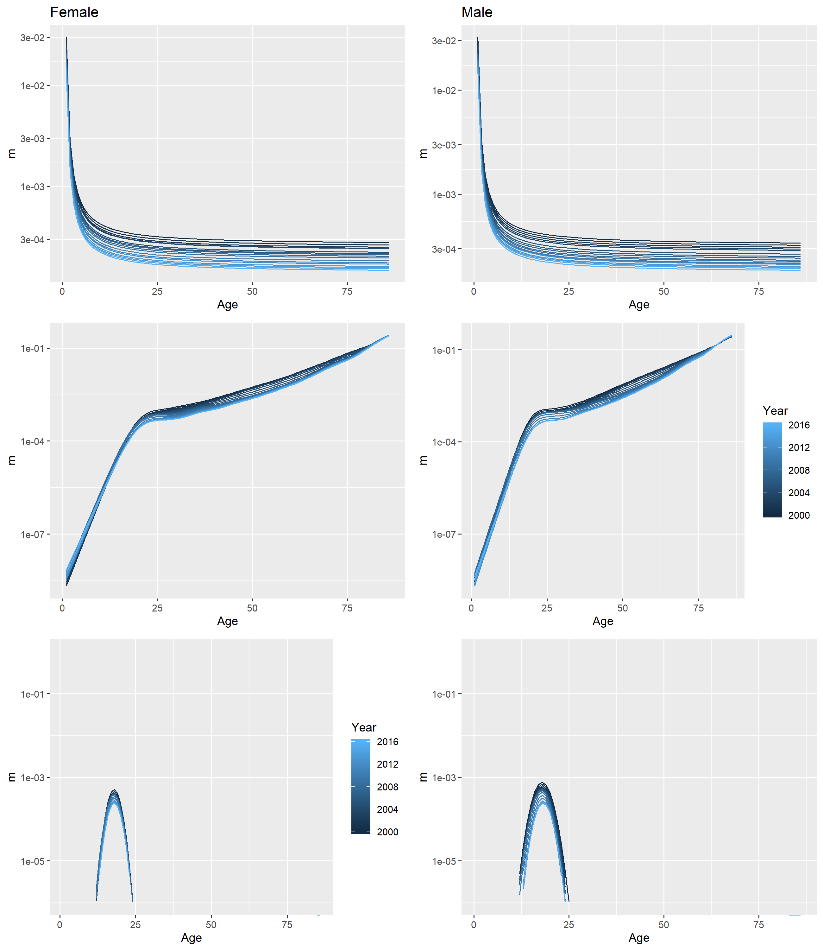 Female
3e-02
1e-02
3e-03
1e-03
3e-04
m
0 25 50 75
Age
Male
3e-02
1e-02
3e-03
1e-03
3e-04
m
0 25 50 75
Age
1e-01
1e-04
1e-07
m
0 25 50 75
Age
1e-01
1e-04
1e-07
m
0 25 50 75
Age
Year
2016
2012
2008
2004
2000
1e-01
1e-03
1e-05
m
0 25 50 75
Age
Year
2016
2012
2008
2004
2000
1e-01
1e-03
1e-05
m
0 25 50 75
Age